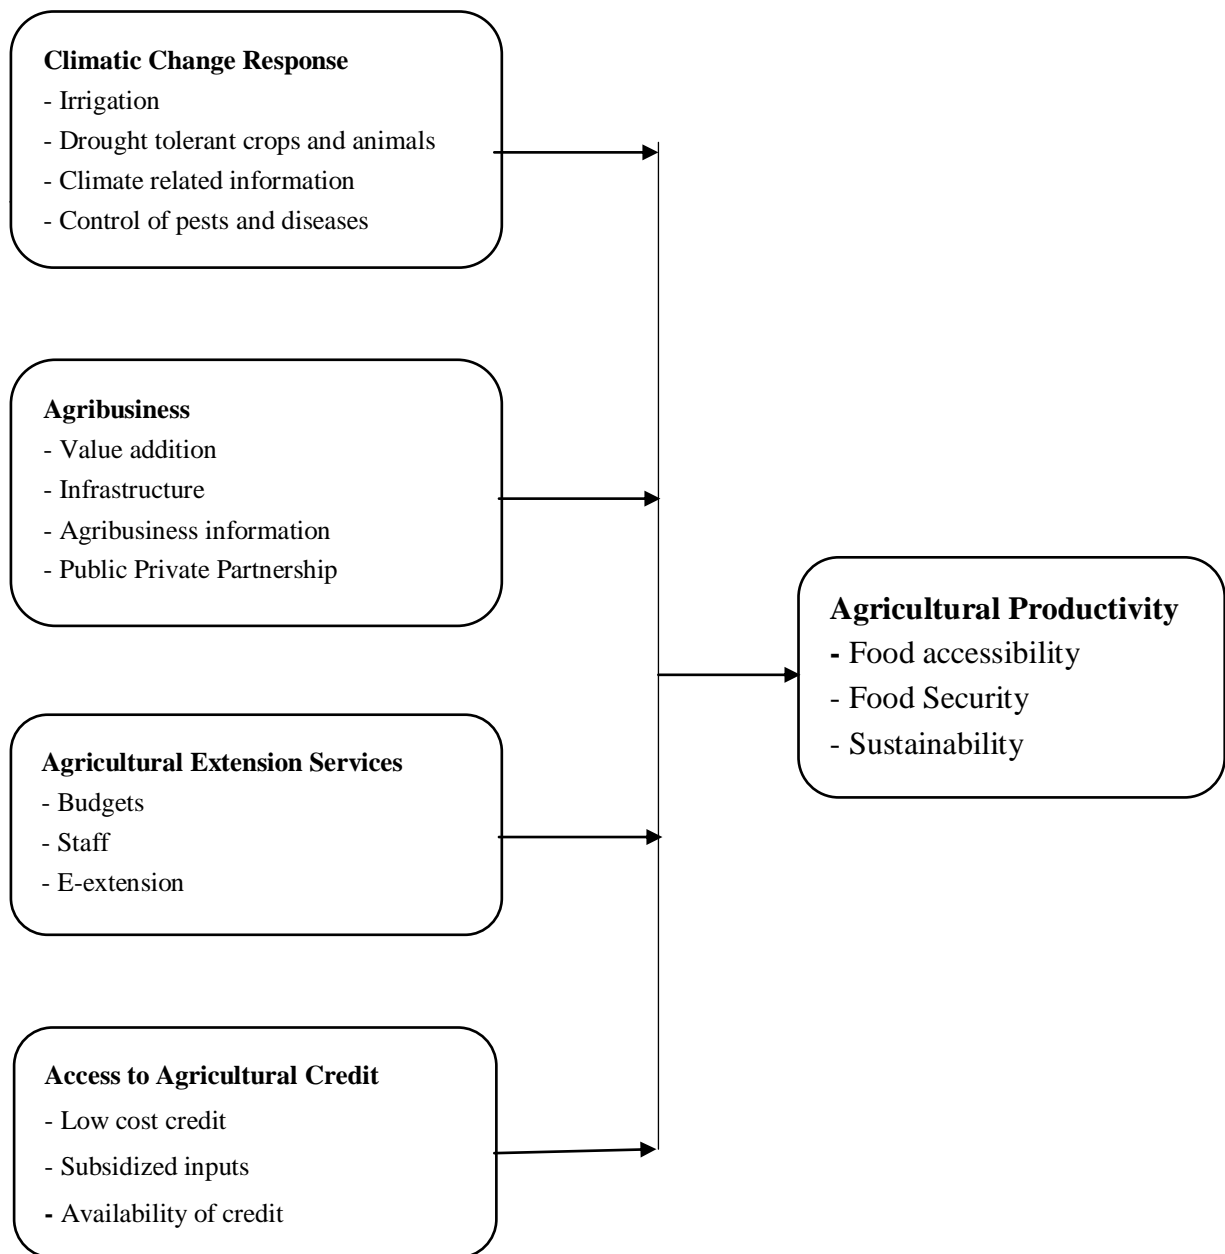 Climatic Change Response
- Irrigation
- Drought tolerant crops and animals
- Climate related information
- Control of pests and diseases
Agribusiness
- Value addition
- Infrastructure
- Agribusiness information
- Public Private Partnership
Agricultural Extension Services
- Budgets
- Staff
- E-extension
Access to Agricultural Credit
- Low cost credit
- Subsidized inputs
- Availability of credit
Agricultural Productivity
- Food accessibility
- Food Security
- Sustainability